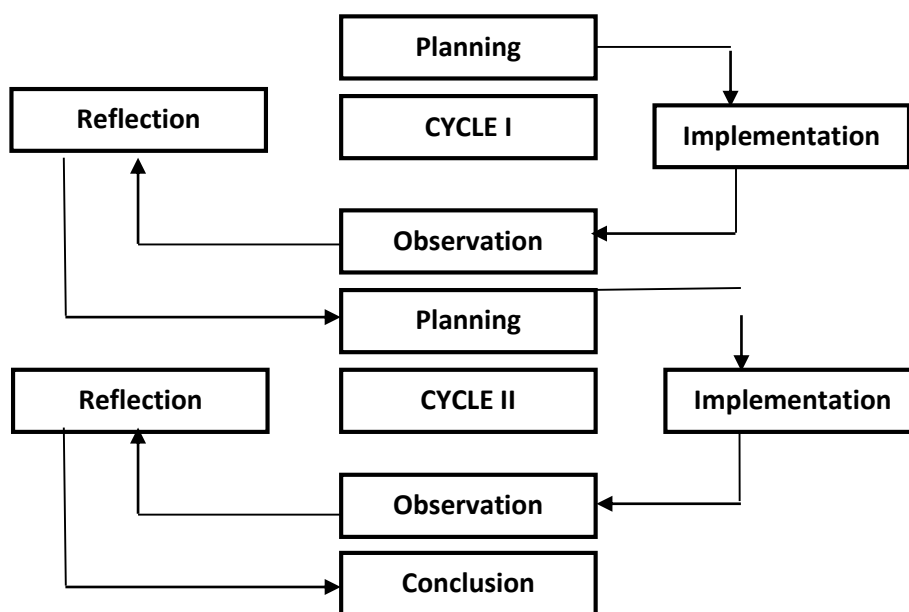 Planning
Reflection
CYCLE I
Implementation
Observation
Planning
Reflection
CYCLE II
Implementation
Observation
Conclusion